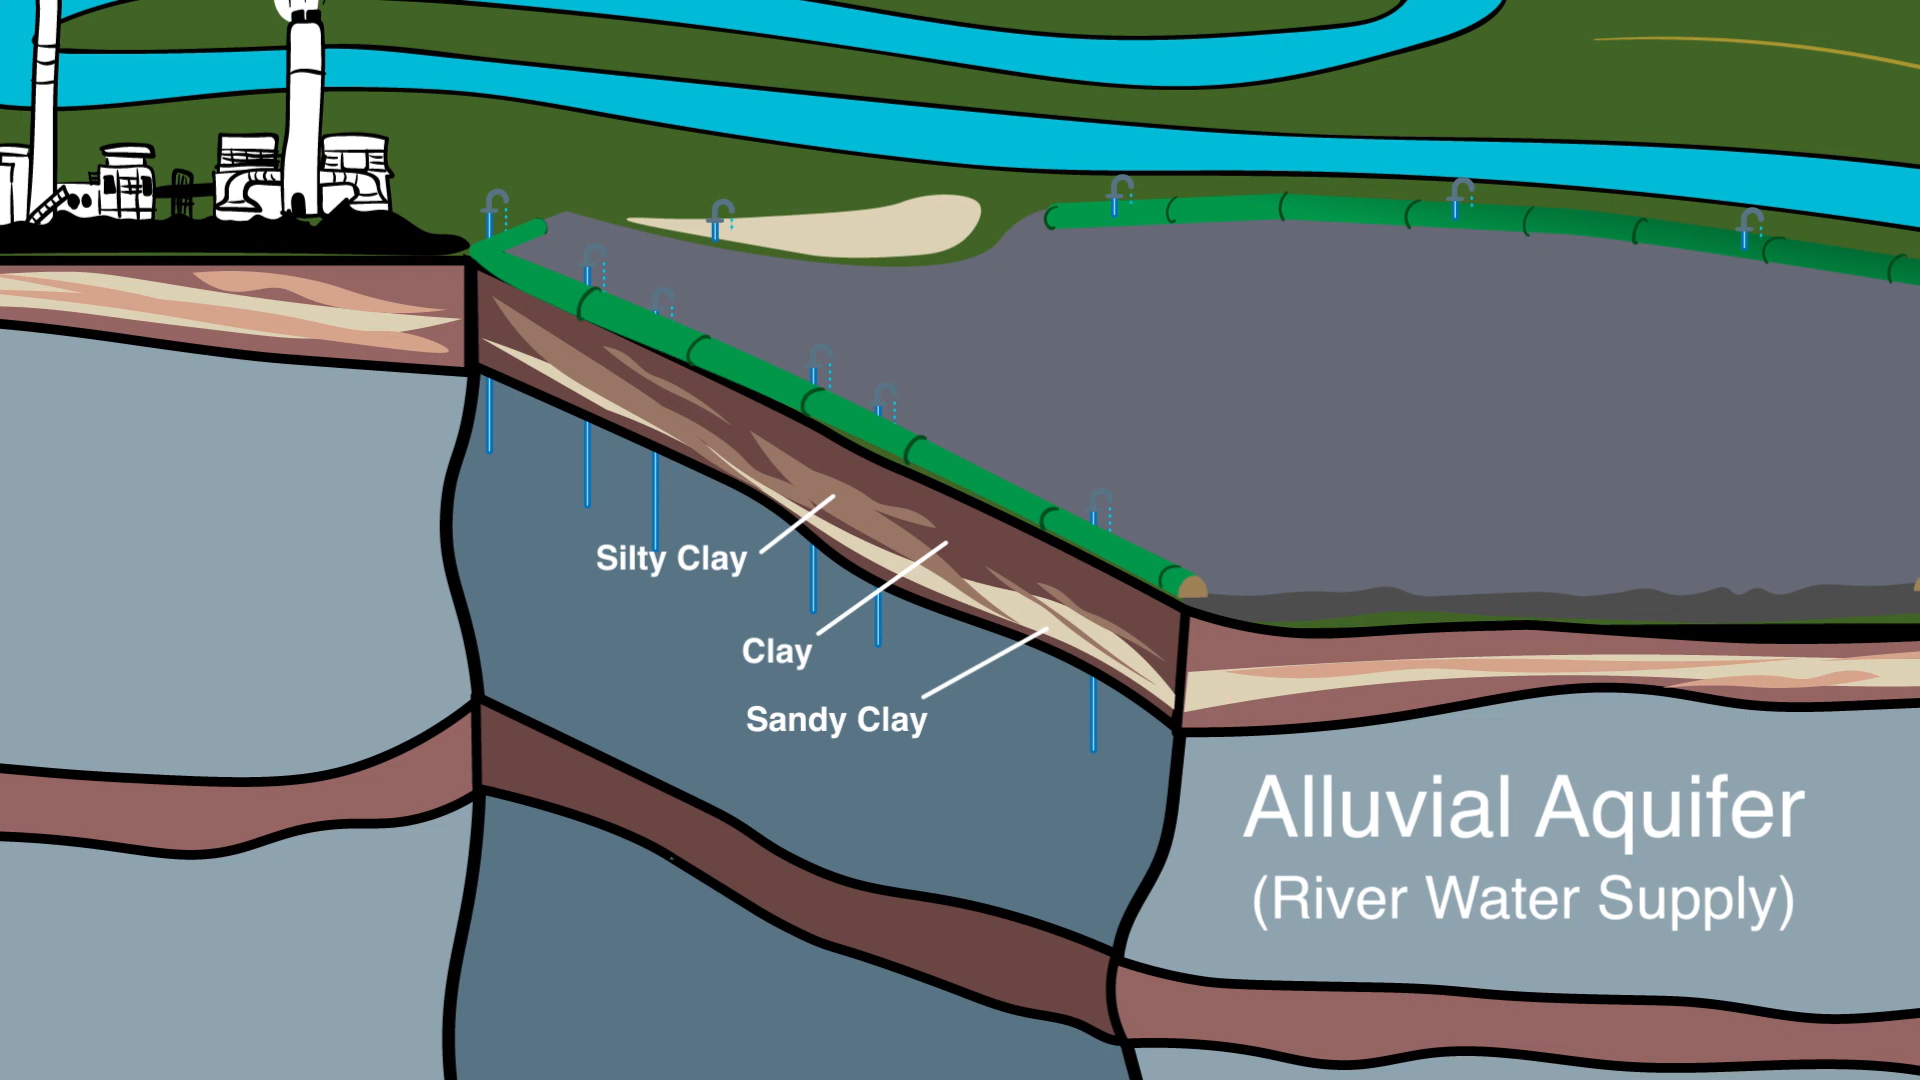 Silty Clay
Clay
Sandy Clay
Alluvial Aquifer
(River Water Supply)